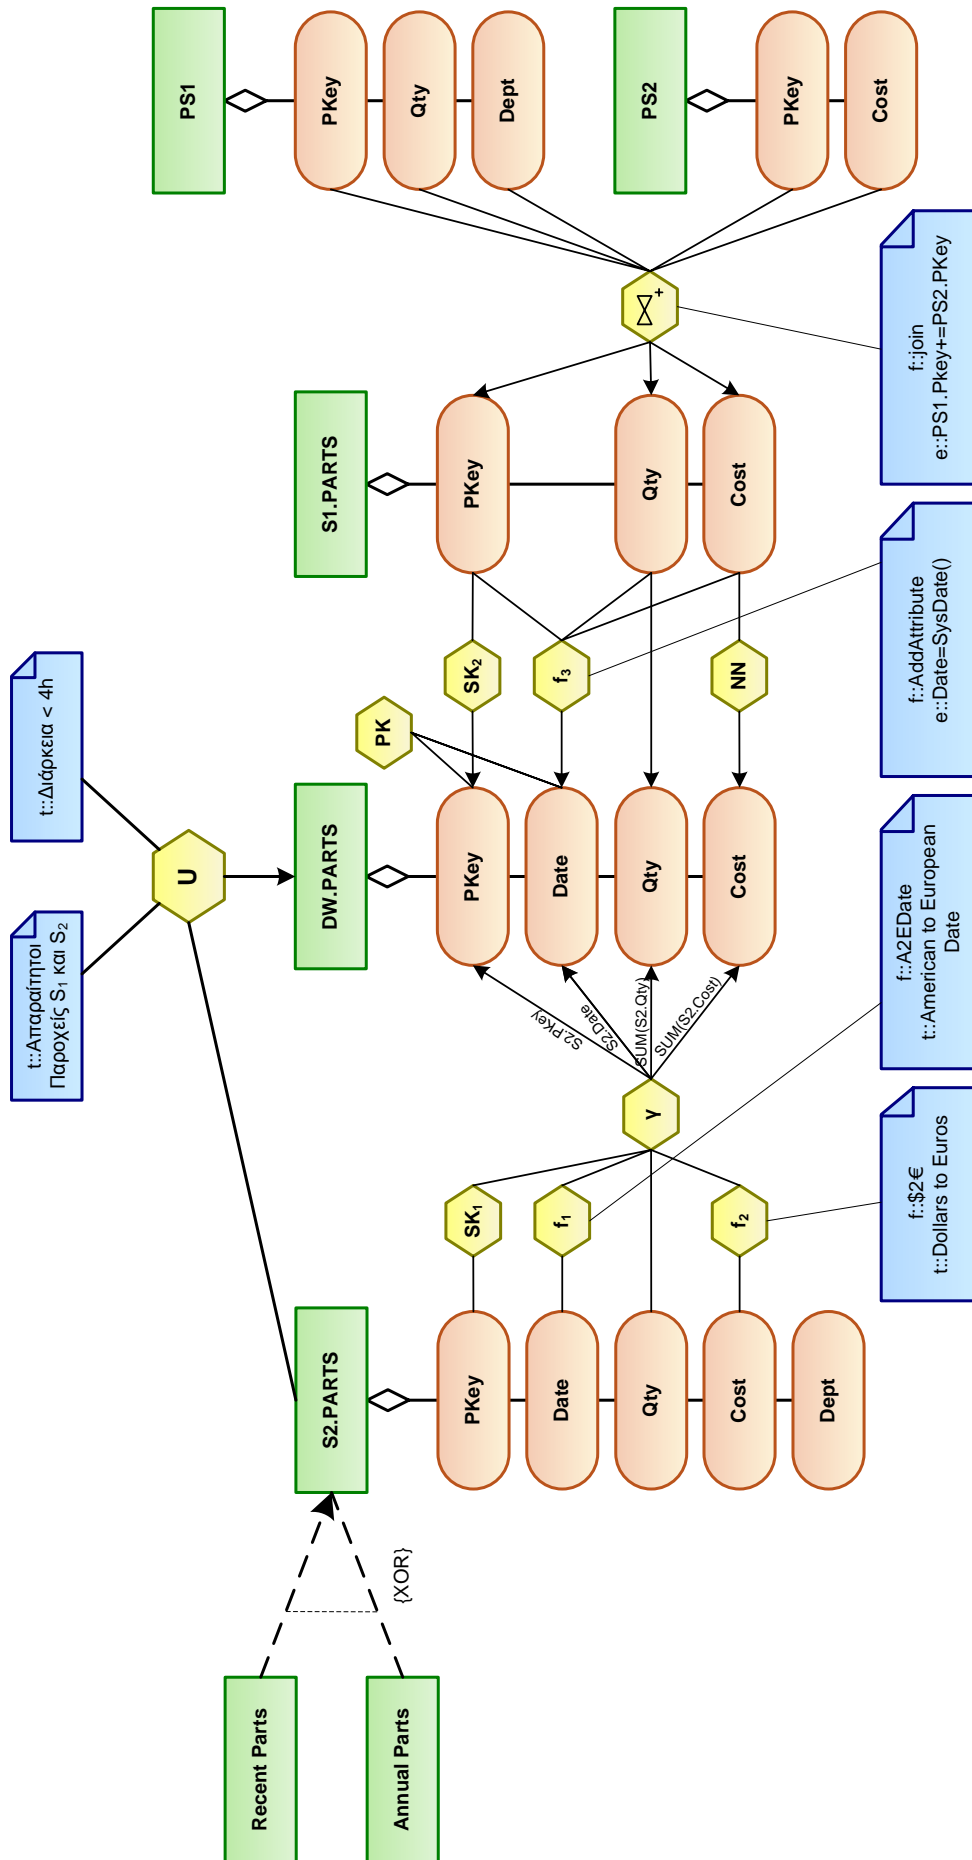 t::Απαραίτητοι
Παροχείς S₁ και S₂
t::Διάρκεια < 4h
U
Recent Parts
Annual Parts
{XOR}
S2.PARTS
PKey
Date
Qty
Cost
Dept
SK₁
f₁
f₂
γ
S2.PKey
S2.Date
SUM(S2.Qty)
SUM(S2.Cost)
DW.PARTS
PKey
Date
Qty
Cost
PK
SK₂
f₃
NN
S1.PARTS
PKey
Qty
Cost
⋈⁺
PS1
PKey
Qty
Dept
PS2
PKey
Cost
f::$2€
t::Dollars to Euros
f::A2EDate
t::American to European
Date
f::AddAttribute
e::Date=SysDate()
f::join
e::PS1.Pkey+=PS2.PKey